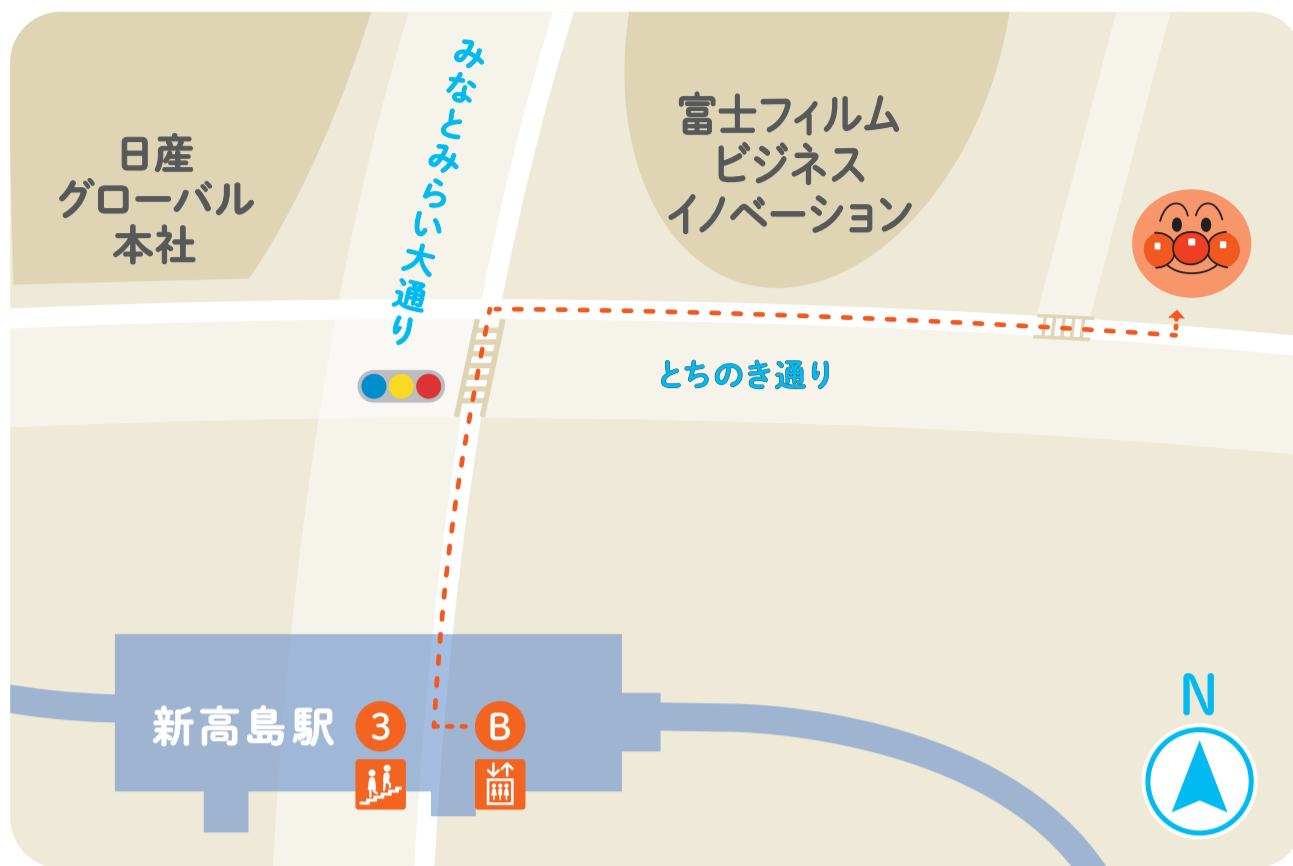 みなとみらい大通り
日産
グローバル
本社
富士フィルム
ビジネス
イノベーション
とちのき通り
新高島駅
3
B
N